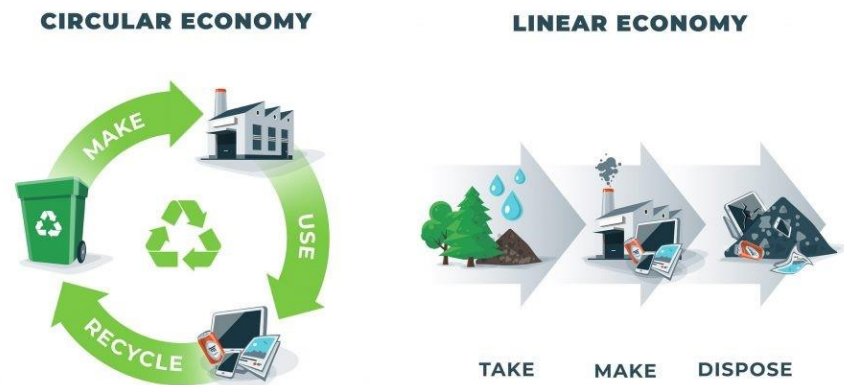 CIRCULAR ECONOMY
MAKE
USE
RECYCLE
LINEAR ECONOMY
TAKE
MAKE
DISPOSE